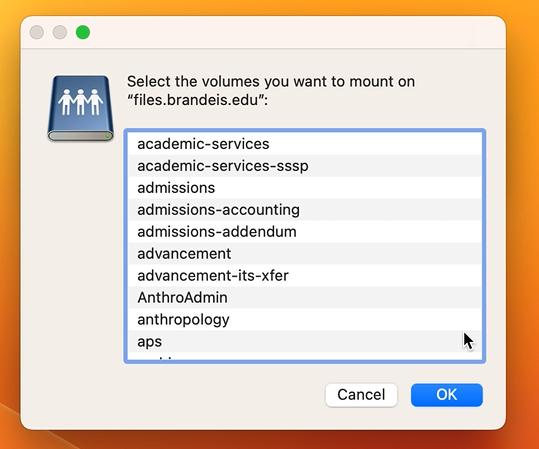 Select the volumes you want to mount on
“files.brandeis.edu”:
academic-services
academic-services-sssp
admissions
admissions-accounting
admissions-addendum
advancement
advancement-its-xfer
AnthroAdmin
anthropology
aps
Cancel
OK